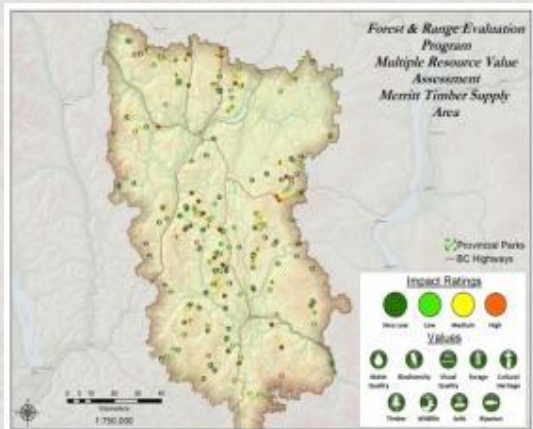 Forest & Range Evaluation
Program
Multiple Resource Value
Assessment
Merritt Timber Supply
Area
Provincial Parks
BC Highways
Impact Ratings
Very Low Low Medium High
Values
Water Quality Biodiversity Visual Quality Forage Cultural Heritage
Timber Wildlife Soils Riparian
Kilometers
1:750,000